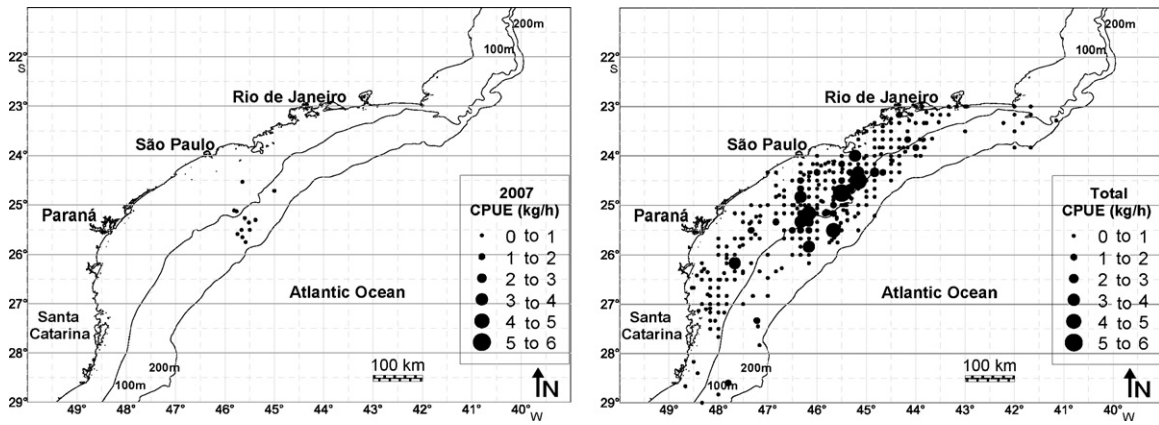 200m
100m
22°
S
23°
24°
25°
26°
27°
28°
29°
Rio de Janeiro
São Paulo
Paraná
Santa
Catarina
Atlantic Ocean
2007
CPUE (kg/h)
0 to 1
1 to 2
2 to 3
3 to 4
4 to 5
5 to 6
100 km
N
200m
100m
49° 48° 47° 46° 45° 44° 43° 42° 41° 40°
W
200m
100m
22°
S
23°
24°
25°
26°
27°
28°
29°
Rio de Janeiro
São Paulo
Paraná
Santa
Catarina
Atlantic Ocean
Total
CPUE (kg/h)
0 to 1
1 to 2
2 to 3
3 to 4
4 to 5
5 to 6
100 km
N
200m
100m
49° 48° 47° 46° 45° 44° 43° 42° 41° 40°
W